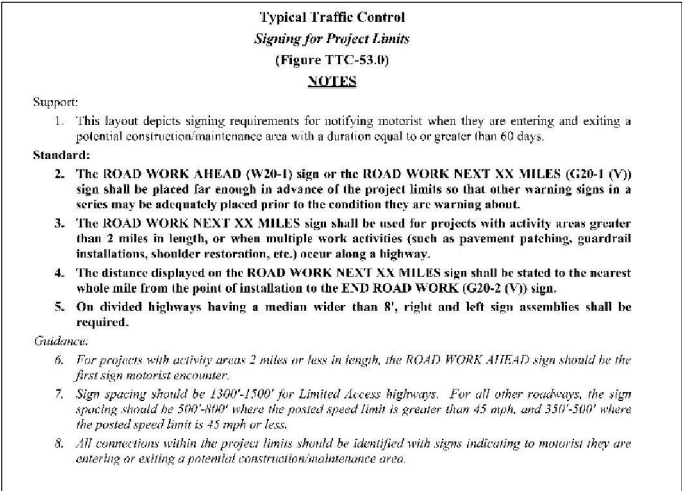 Typical Traffic Control
Signing for Project Limits
(Figure TTC-53.0)
NOTES
Support:
1. This layout depicts signing requirements for notifying motorist when they are entering and exiting a
potential construction/maintenance area with a duration equal to or greater than 60 days.
Standard:
2. The ROAD WORK AHEAD (W20-1) sign or the ROAD WORK NEXT XX MILES (G20-1 (V))
sign shall be placed far enough in advance of the project limits so that other warning signs in a
series may be adequately placed prior to the condition they are warning about.
3. The ROAD WORK NEXT XX MILES sign shall be used for projects with activity areas greater
than 2 miles in length, or when multiple work activities (such as pavement patching, guardrail
installations, shoulder restoration, etc.) occur along a highway.
4. The distance displayed on the ROAD WORK NEXT XX MILES sign shall be stated to the nearest
whole mile from the point of installation to the END ROAD WORK (G20-2 (V)) sign.
5. On divided highways having a median wider than 8', right and left sign assemblies shall be
required.
Guidance:
6. For projects with activity areas 2 miles or less in length, the ROAD WORK AHEAD sign should be the
first sign motorist encounter.
7. Sign spacing should be 1300'-1500' for Limited Access highways. For all other roadways, the sign
spacing should be 500'-800' where the posted speed limit is greater than 45 mph, and 350'-500' where
the posted speed limit is 45 mph or less.
8. All connections within the project limits should be identified with signs indicating to motorist they are
entering or exiting a potential construction/maintenance area.